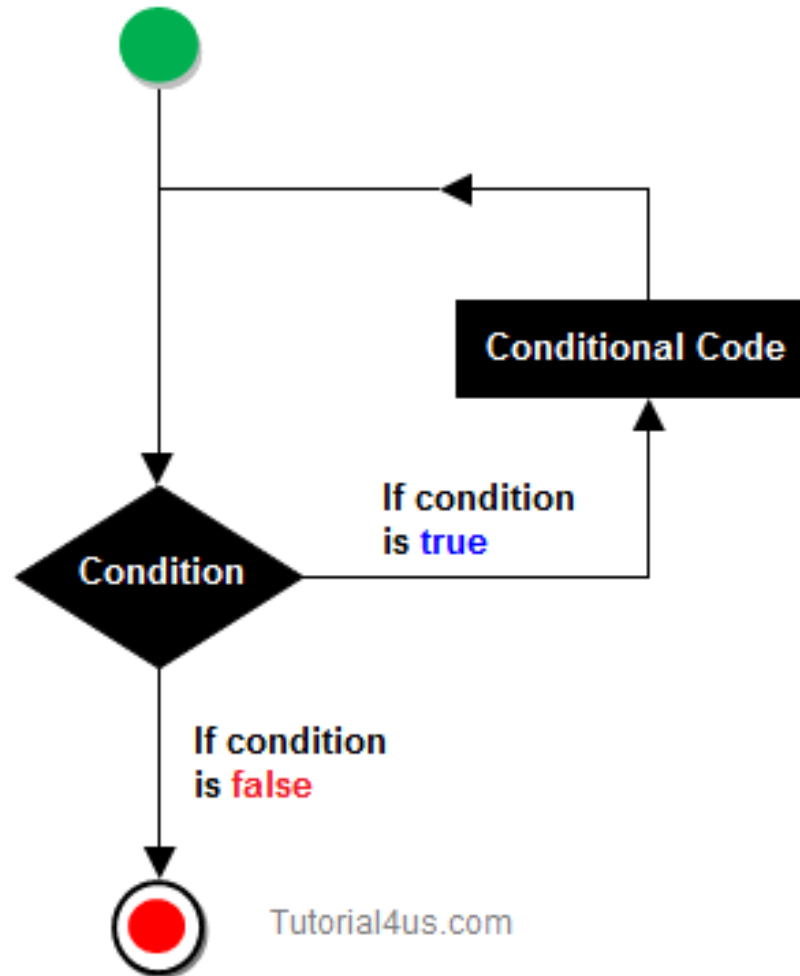 Conditional Code
If condition
is true
Condition
If condition
is false
Tutorial4us.com